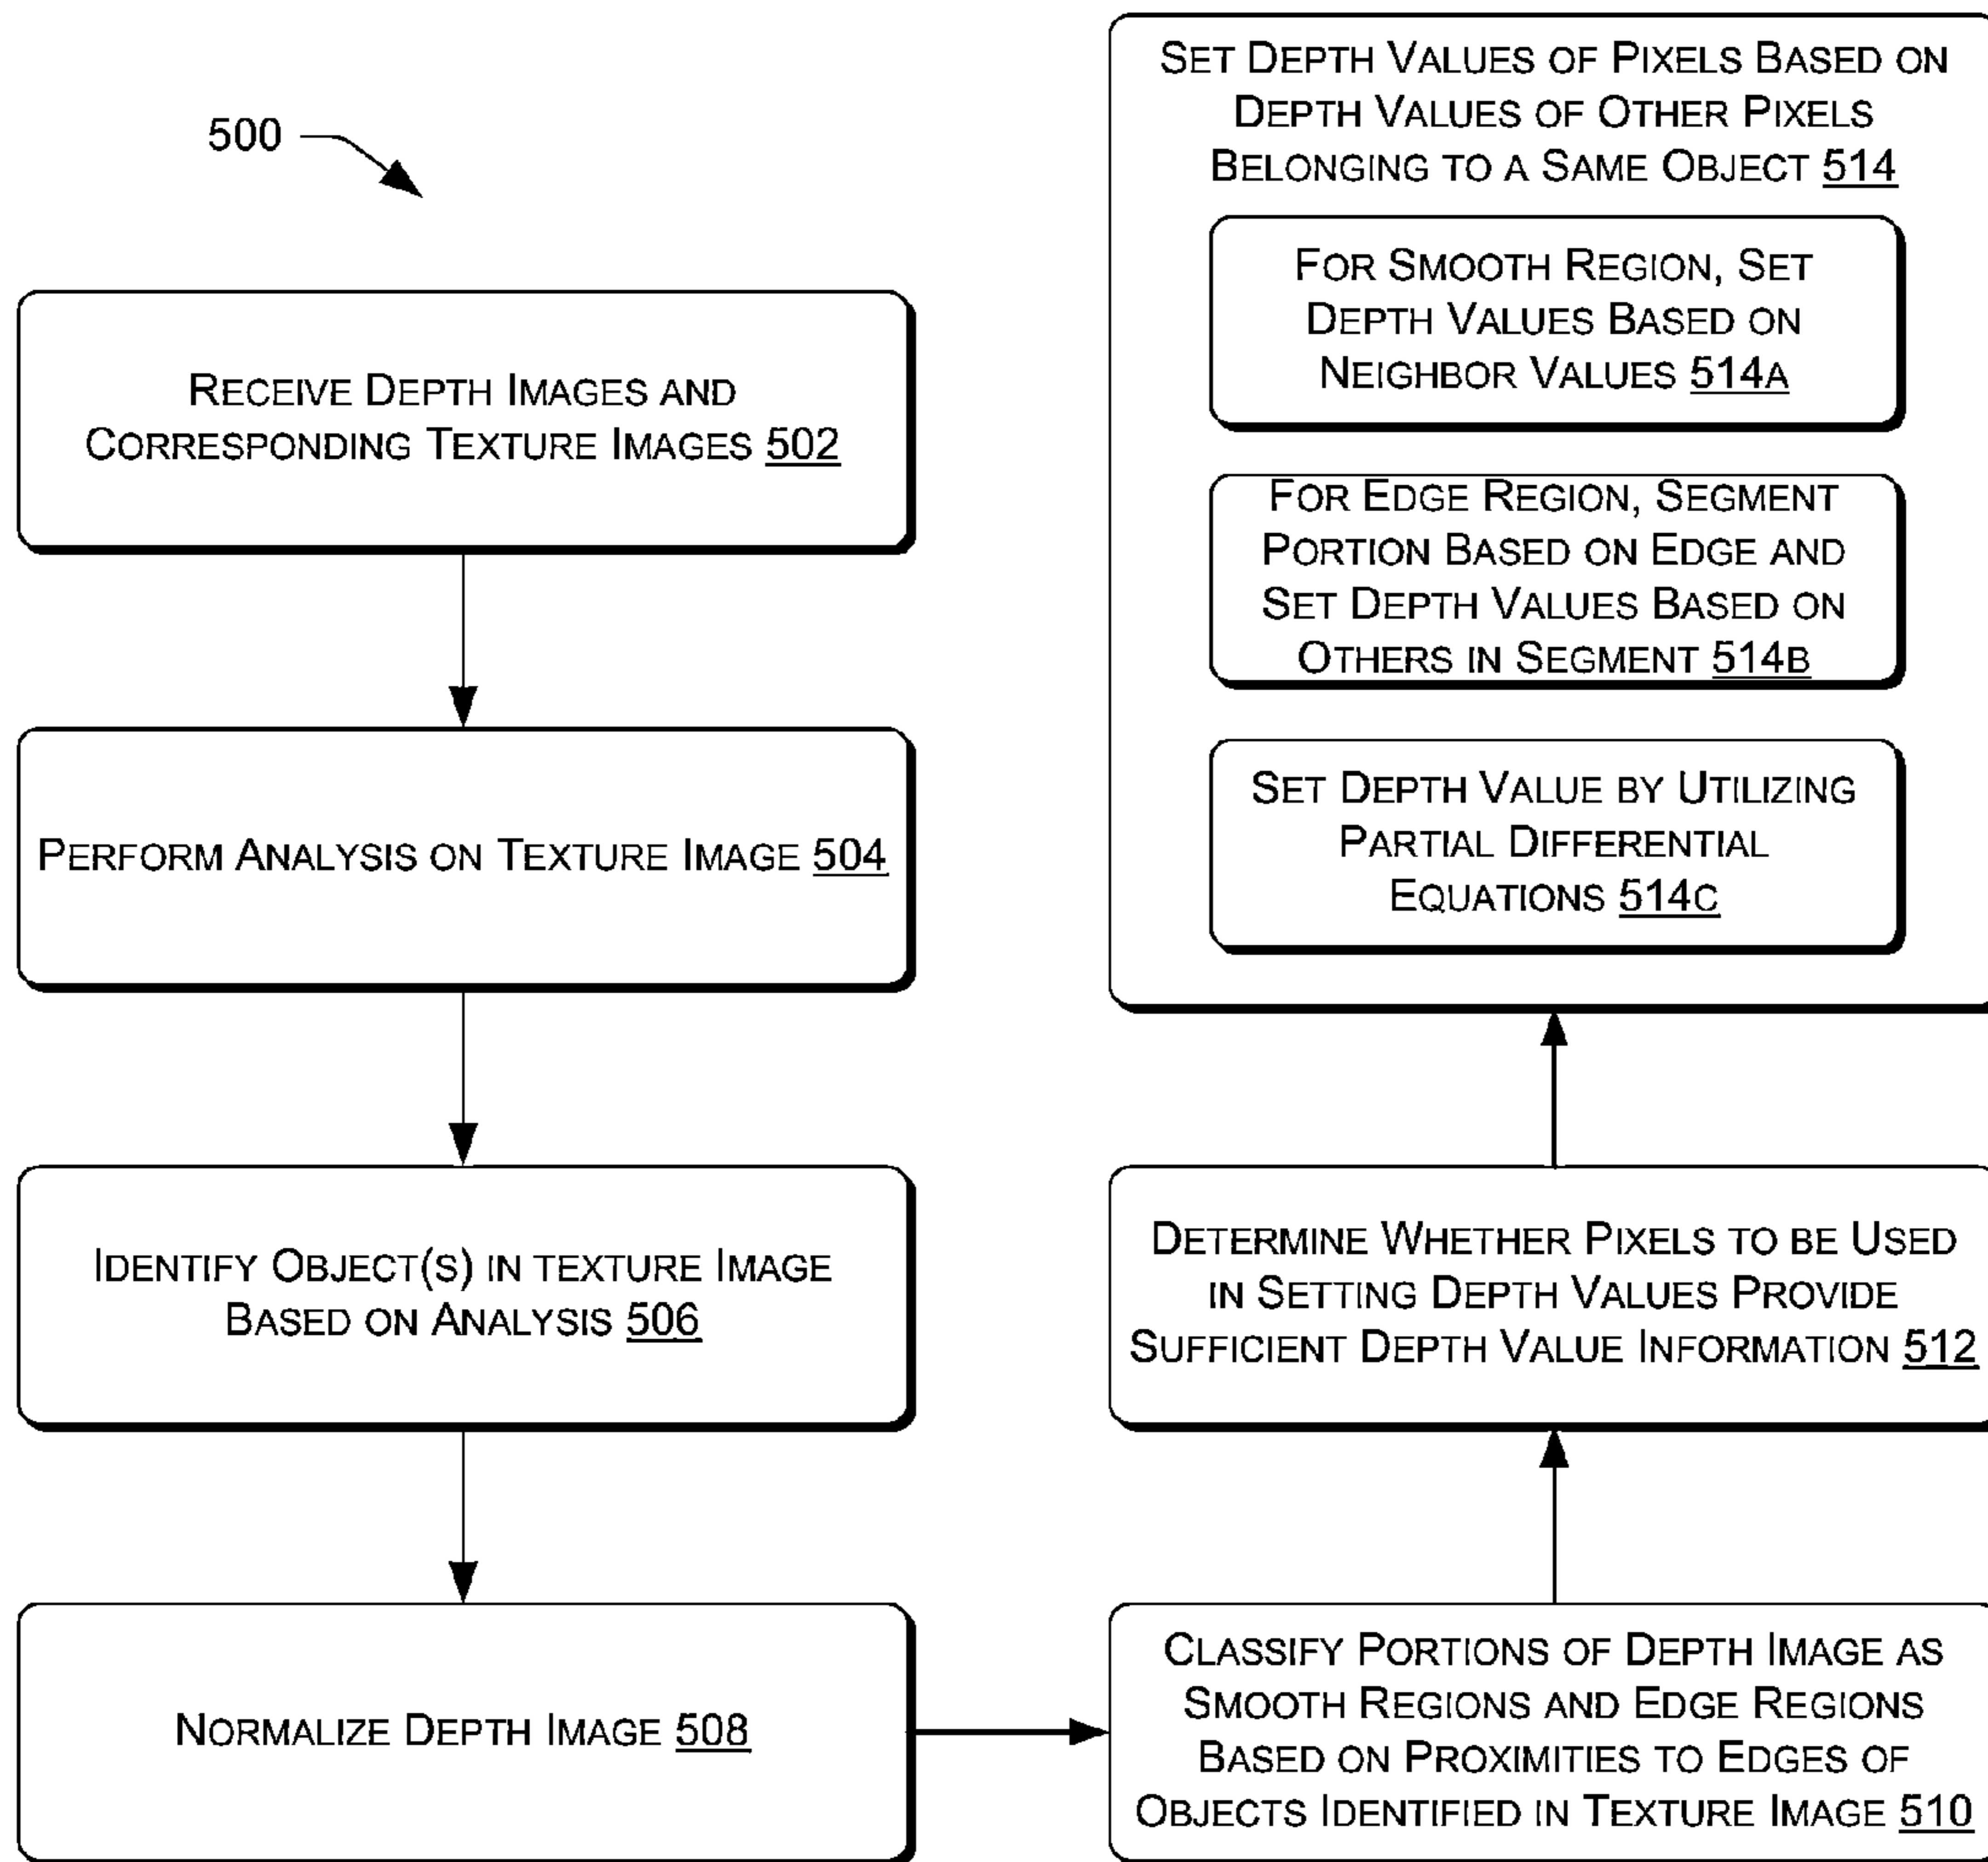 500
RECEIVE DEPTH IMAGES AND
CORRESPONDING TEXTURE IMAGES 502
PERFORM ANALYSIS ON TEXTURE IMAGE 504
IDENTIFY OBJECT(S) IN TEXTURE IMAGE
BASED ON ANALYSIS 506
NORMALIZE DEPTH IMAGE 508
CLASSIFY PORTIONS OF DEPTH IMAGE AS
SMOOTH REGIONS AND EDGE REGIONS
BASED ON PROXIMITIES TO EDGES OF
OBJECTS IDENTIFIED IN TEXTURE IMAGE 510
DETERMINE WHETHER PIXELS TO BE USED
IN SETTING DEPTH VALUES PROVIDE
SUFFICIENT DEPTH VALUE INFORMATION 512
SET DEPTH VALUES OF PIXELS BASED ON
DEPTH VALUES OF OTHER PIXELS
BELONGING TO A SAME OBJECT 514
FOR SMOOTH REGION, SET
DEPTH VALUES BASED ON
NEIGHBOR VALUES 514A
FOR EDGE REGION, SEGMENT
PORTION BASED ON EDGE AND
SET DEPTH VALUES BASED ON
OTHERS IN SEGMENT 514B
SET DEPTH VALUE BY UTILIZING
PARTIAL DIFFERENTIAL
EQUATIONS 514C